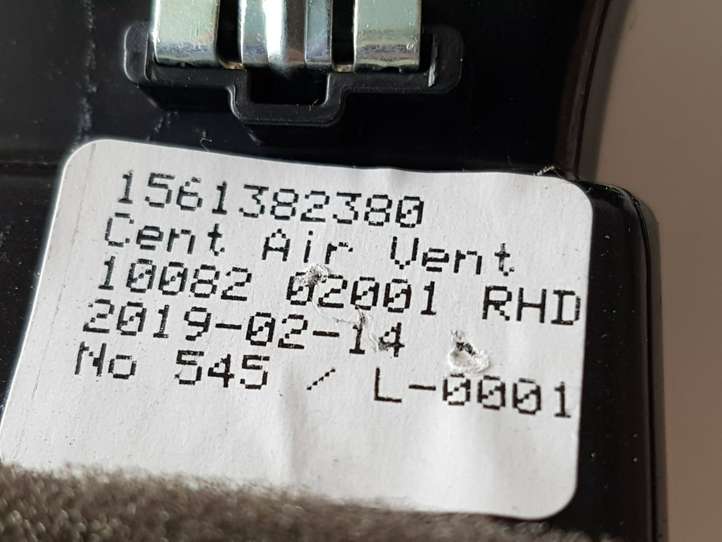 1561382380
Cent Air Vent
10082 02001 RHD
2019-02-14
No 545 / L-0001